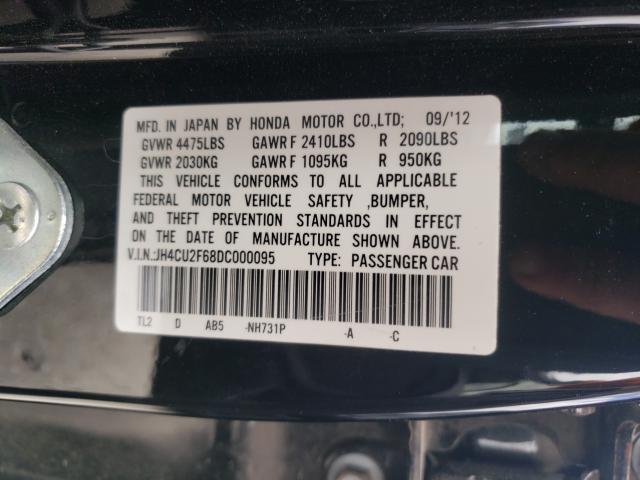 MFD. IN JAPAN BY HONDA MOTOR CO.,LTD; 09/'12
GVWR 4475LBS GAWR F 2410LBS R 2090LBS
GVWR 2030KG GAWR F 1095KG R 950KG
THIS VEHICLE CONFORMS TO ALL APPLICABLE
FEDERAL MOTOR VEHICLE SAFETY ,BUMPER,
AND THEFT PREVENTION STANDARDS IN EFFECT
ON THE DATE OF MANUFACTURE SHOWN ABOVE.
V.I.N.:JH4CU2F68DC000095 TYPE: PASSENGER CAR
TL2 D AB5 -NH731P -A -C